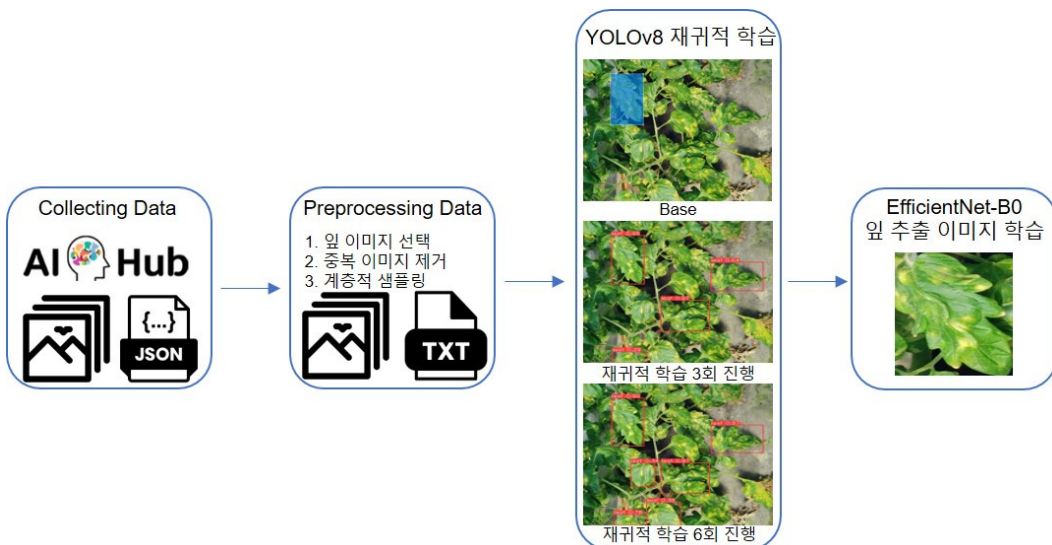 Collecting Data
AI Hub
{...}
JSON
Preprocessing Data
1. 잎 이미지 선택
2. 중복 이미지 제거
3. 계층적 샘플링
TXT
YOLOv8 재귀적 학습
Base
재귀적 학습 3회 진행
재귀적 학습 6회 진행
EfficientNet-B0
잎 추출 이미지 학습